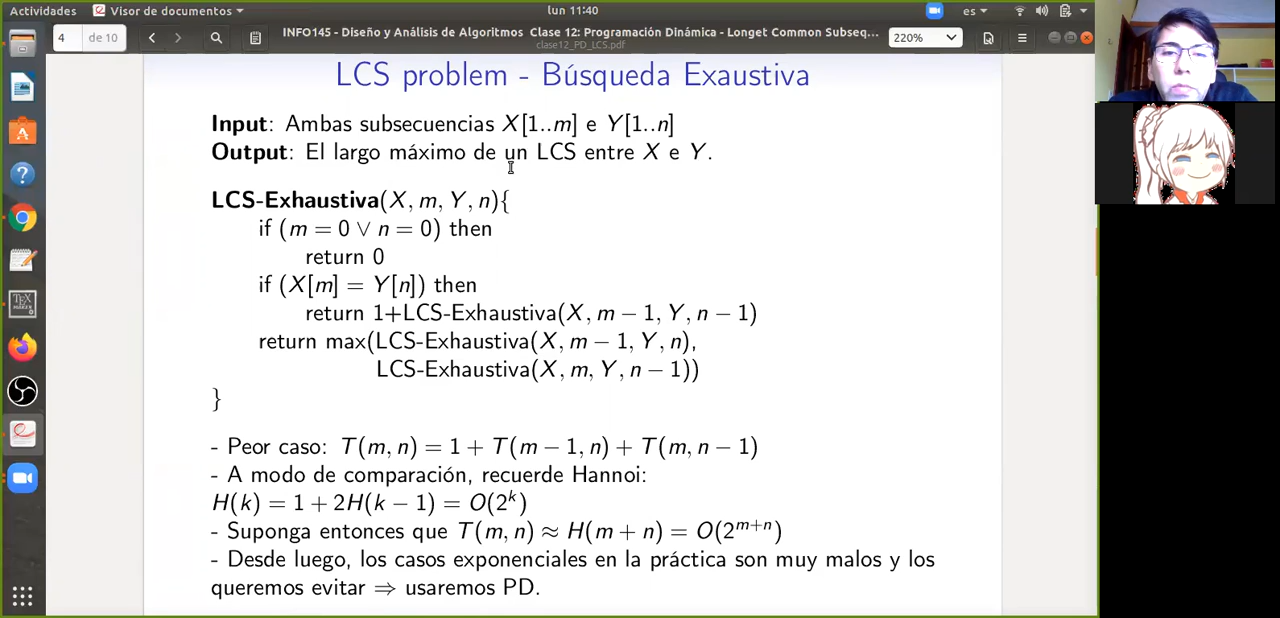 Actividades
Visor de documentos
lun 11:40
es
4
de 10
INFO145 - Diseño y Análisis de Algoritmos Clase 12: Programación Dinámica - Longet Common Subseq...
clase12_PD_LCS.pdf
220%
LCS problem - Búsqueda Exaustiva
Input: Ambas subsecuencias X[1..m] e Y[1..n]
Output: El largo máximo de un LCS entre X e Y.
LCS-Exhaustiva(X, m, Y, n){
if (m = 0 ∨ n = 0) then
return 0
if (X[m] = Y[n]) then
return 1+LCS-Exhaustiva(X, m − 1, Y, n − 1)
return max(LCS-Exhaustiva(X, m − 1, Y, n),
LCS-Exhaustiva(X, m, Y, n − 1))
}
- Peor caso: T(m, n) = 1 + T(m − 1, n) + T(m, n − 1)
- A modo de comparación, recuerde Hannoi:
H(k) = 1 + 2H(k − 1) = O(2^k)
- Suponga entonces que T(m, n) ≈ H(m + n) = O(2^{m+n})
- Desde luego, los casos exponenciales en la práctica son muy malos y los
queremos evitar ⇒ usaremos PD.
TEX
MAKER